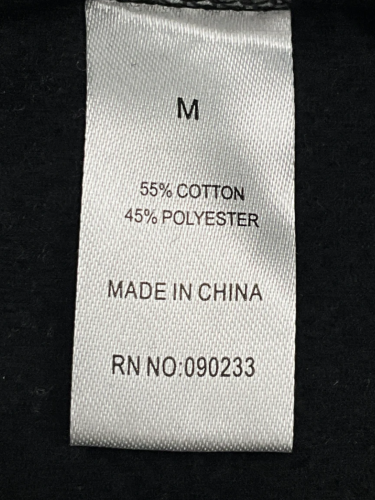 M
55% COTTON
45% POLYESTER
MADE IN CHINA
RN NO:090233